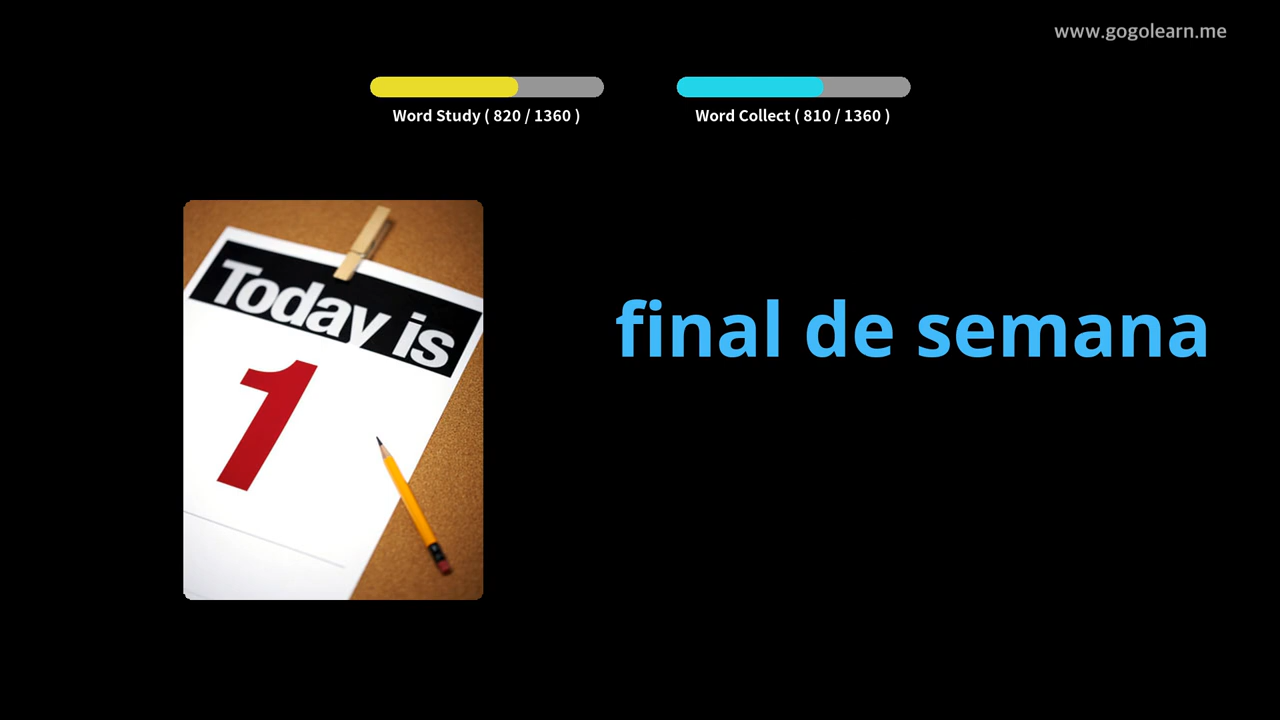 www.gogolearn.me
Word Study ( 820 / 1360 )
Word Collect ( 810 / 1360 )
Today is
1
final de semana